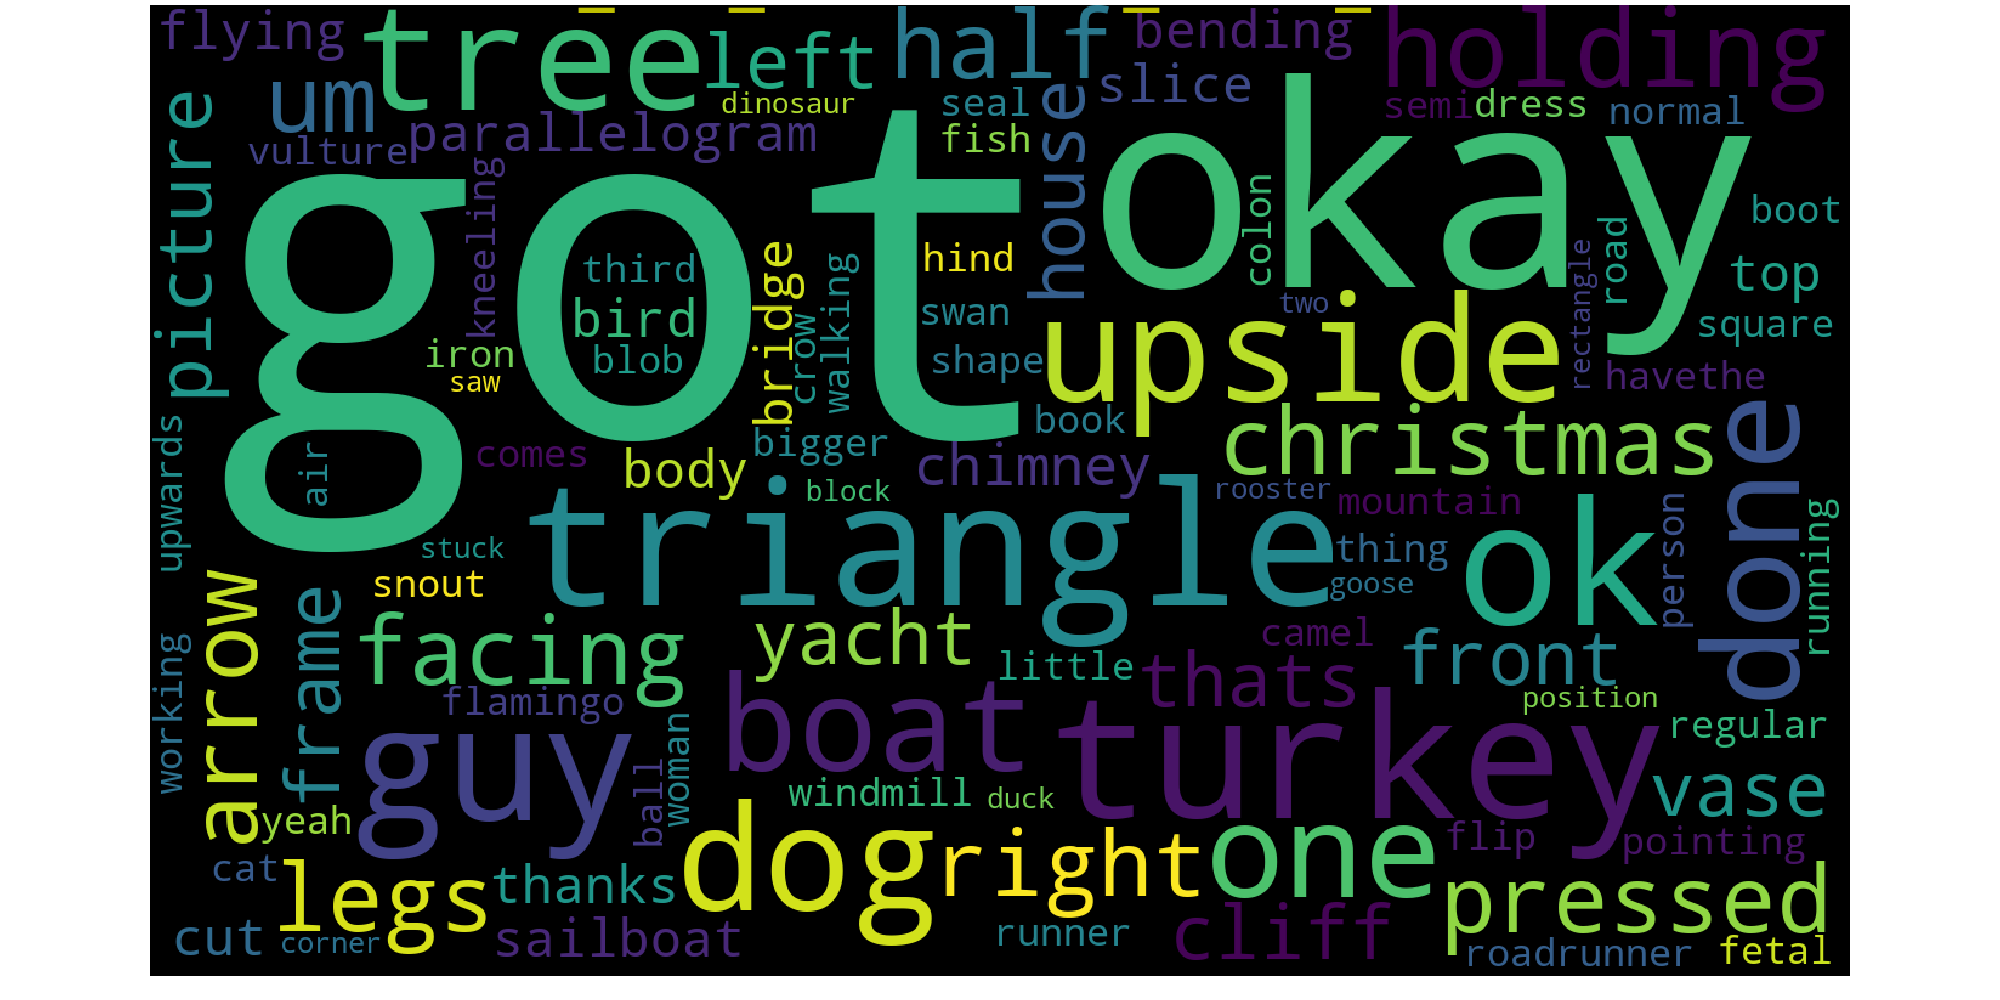 flying
tree
left
half
bending
holding
um
dinosaur
seal
slice
semi
dress
normal
vulture
parallelogram
fish
house
okay
picture
got
kneeling
third
bird
blob
bridge
crow
walking
hind
swan
shape
colon
two
rectangle
road
boot
top
square
upside
havethe
iron
saw
upwards
air
comes
body
bigger
block
book
chimney
christmas
done
triangle
rooster
mountain
thing
goose
ok
person
running
stuck
snout
arrow
frame
facing
yacht
little
camel
thats
front
position
working
flamingo
guy
ball
woman
boat
turkey
regular
windmill
duck
vase
yeah
cat
legs
thanks
dog
right
one
flip
pointing
pressed
cut
corner
sailboat
runner
cliff
roadrunner
fetal